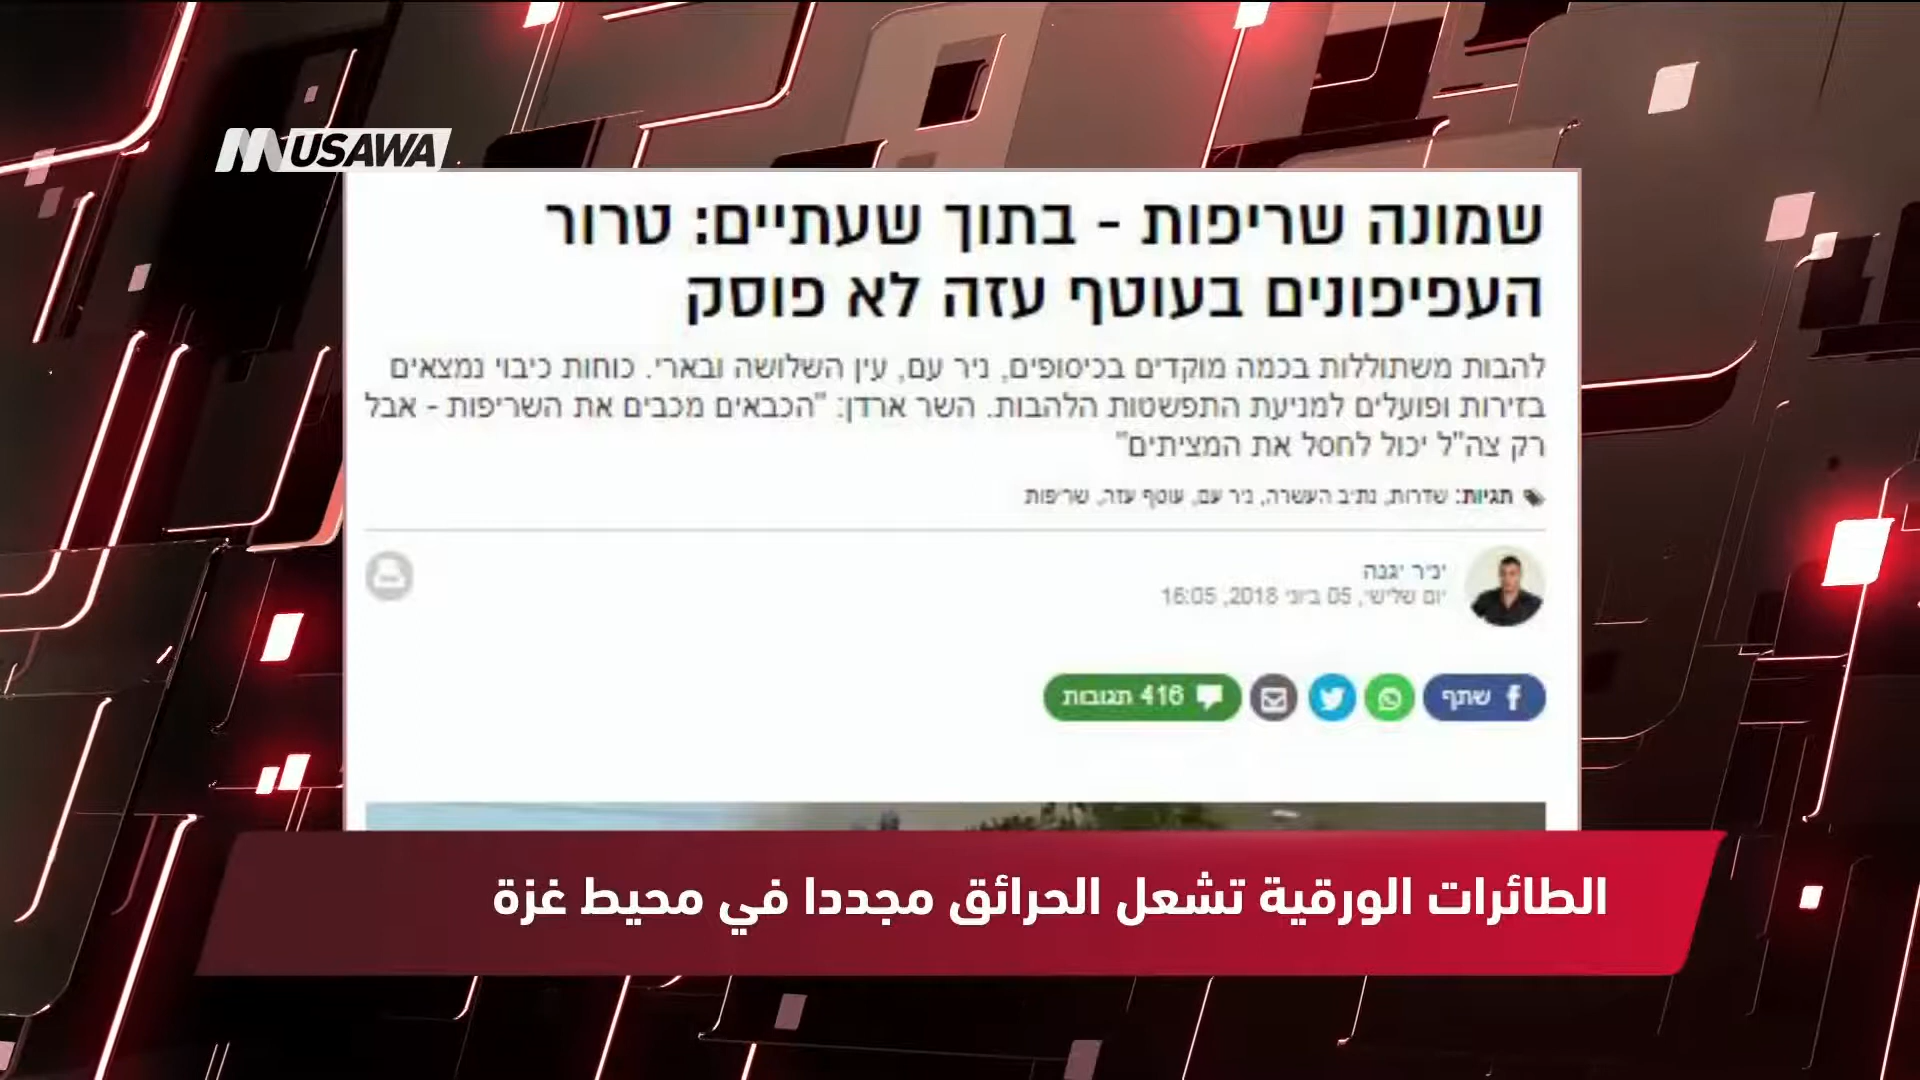 MUSAWA
שמונה שריפות - בתוך שעתיים: טרור
העפיפונים בעוטף עזה לא פוסק
להבות משתוללות בכמה מוקדים בכיסופים, ניר עם, עין השלושה ובארי. כוחות כיבוי נמצאים
בזירות ופועלים למניעת התפשטות הלהבות. השר ארדן: "הכבאים מכבים את השריפות - אבל
רק צה"ל יכול לחסל את המציתים"
תגיות: שדרות, נתיב העשרה, ניר עם, עוטף עזה, שריפות
יניר יגנה
יום שלישי, 05 ביוני 2018, 16:05
שתף
416 תגובות
الطائرات الورقية تشعل الحرائق مجددا في محيط غزة